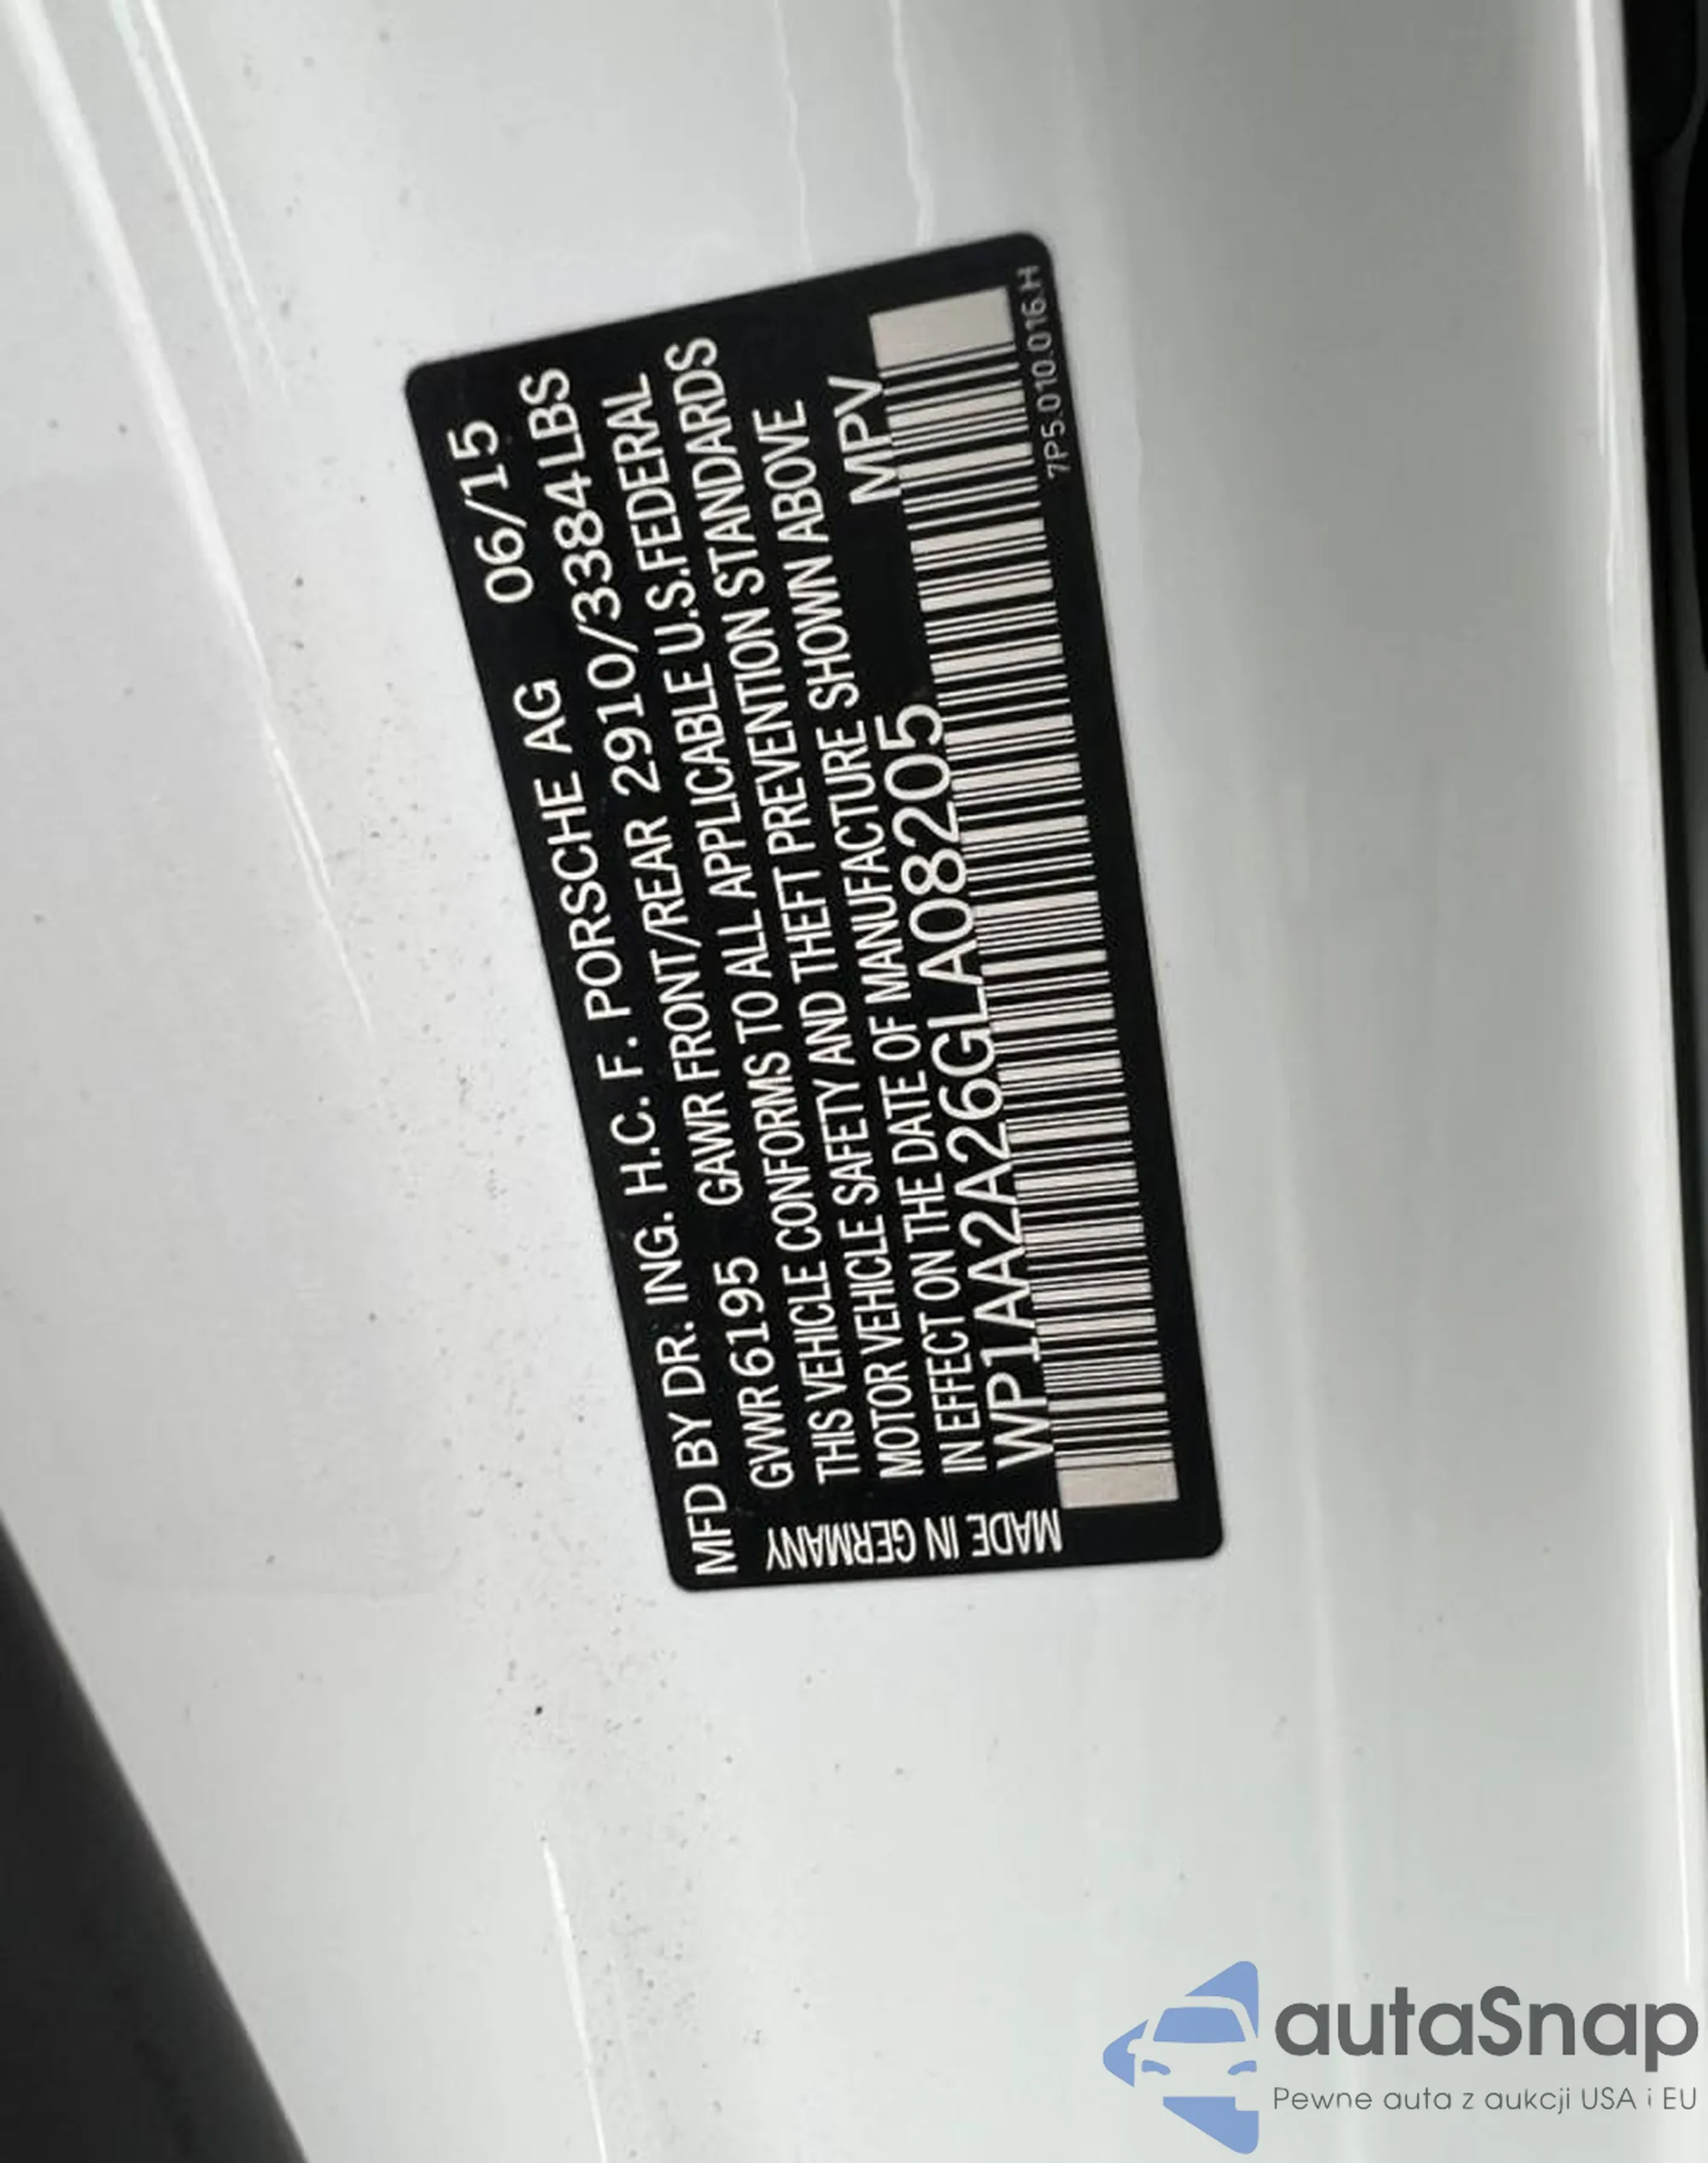 MFD BY DR. ING. H.C. F. PORSCHE AG 06/15
GVWR 6195 GAWR FRONT/REAR 2910/3384LBS
THIS VEHICLE CONFORMS TO ALL APPLICABLE U.S.FEDERAL
MOTOR VEHICLE SAFETY AND THEFT PREVENTION STANDARDS
IN EFFECT ON THE DATE OF MANUFACTURE SHOWN ABOVE
WP1AA2A26GLA08205 MPV
MADE IN GERMANY
7P5.010.016.H
autaSnap
Pewne auta z aukcji USA i EU